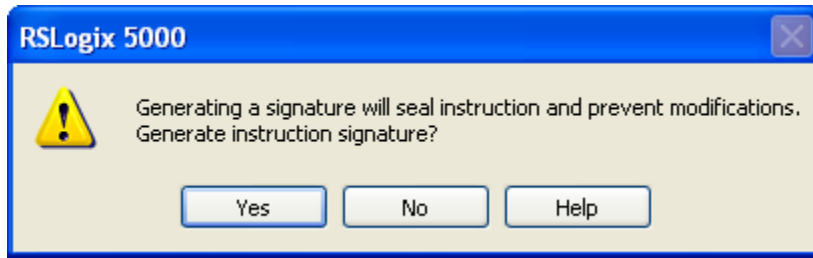 RSLogix 5000
Generating a signature will seal instruction and prevent modifications.
Generate instruction signature?
Yes No Help